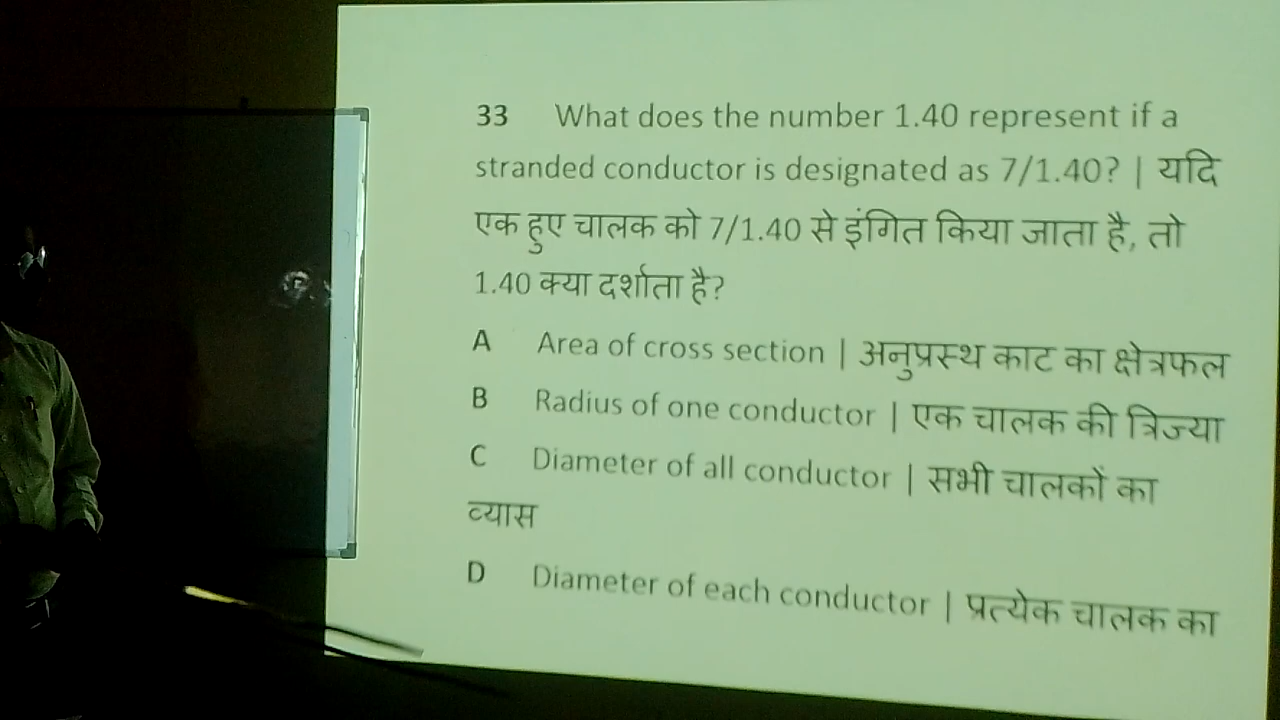 33 What does the number 1.40 represent if a
stranded conductor is designated as 7/1.40? | यदि
एक हुए चालक को 7/1.40 से इंगित किया जाता है, तो
1.40 क्या दर्शाता है?
A Area of cross section | अनुप्रस्थ काट का क्षेत्रफल
B Radius of one conductor | एक चालक की त्रिज्या
C Diameter of all conductor | सभी चालकों का
व्यास
D Diameter of each conductor | प्रत्येक चालक का